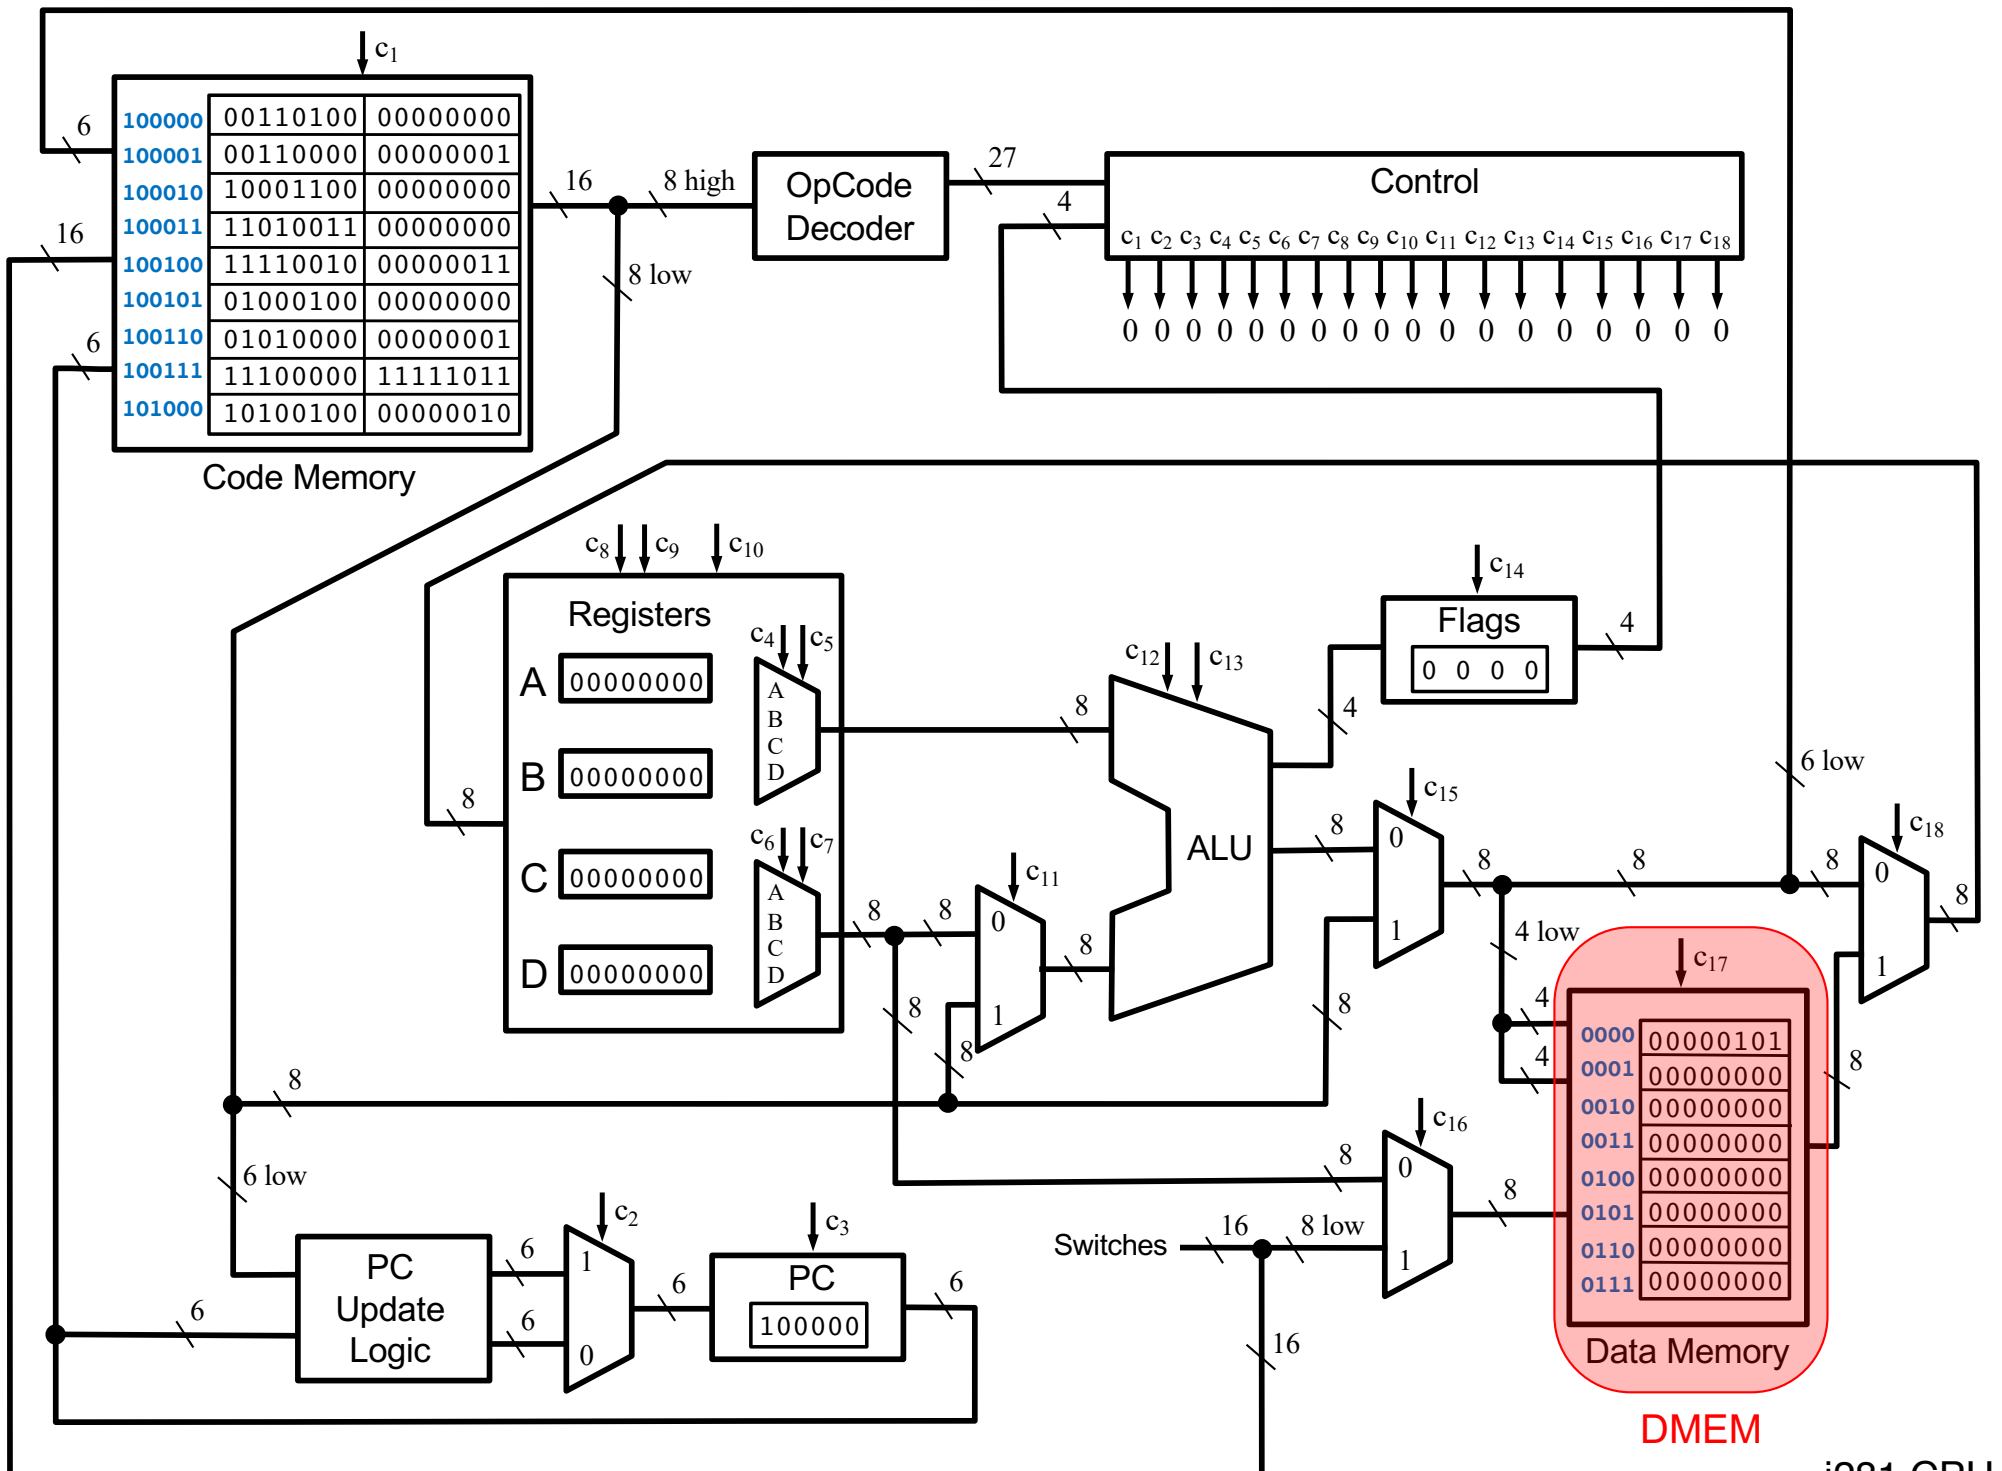 c1
6
100000 00110100 00000000
100001 00110000 00000001
100010 10001100 00000000
100011 11010011 00000000
100100 11110010 00000011
100101 01000100 00000000
100110 01010000 00000001
100111 11100000 11111011
101000 10100100 00000010
16
6
Code Memory
16
8 high
8 low
OpCode
Decoder
27
4
Control
c1 c2 c3 c4 c5 c6 c7 c8 c9 c10 c11 c12 c13 c14 c15 c16 c17 c18
0 0 0 0 0 0 0 0 0 0 0 0 0 0 0 0 0 0
c8 c9 c10
Registers
A 00000000
B 00000000
C 00000000
D 00000000
8
c4 c5
A
B
C
D
c6 c7
A
B
C
D
8
8
8
8
c11
0
1
8
8
c12 c13
ALU
c14
Flags
0 0 0 0
4
4
8
c15
0
1
8
8
8
8
6 low
4 low
c18
0
1
8
c17
4
4
0000 00000101
0001 00000000
0010 00000000
0011 00000000
0100 00000000
0101 00000000
0110 00000000
0111 00000000
8
Data Memory
DMEM
8
6 low
PC
Update
Logic
6
6
6
c2
1
0
6
c3
PC
100000
6
Switches
16
8 low
16
8
c16
0
1
8